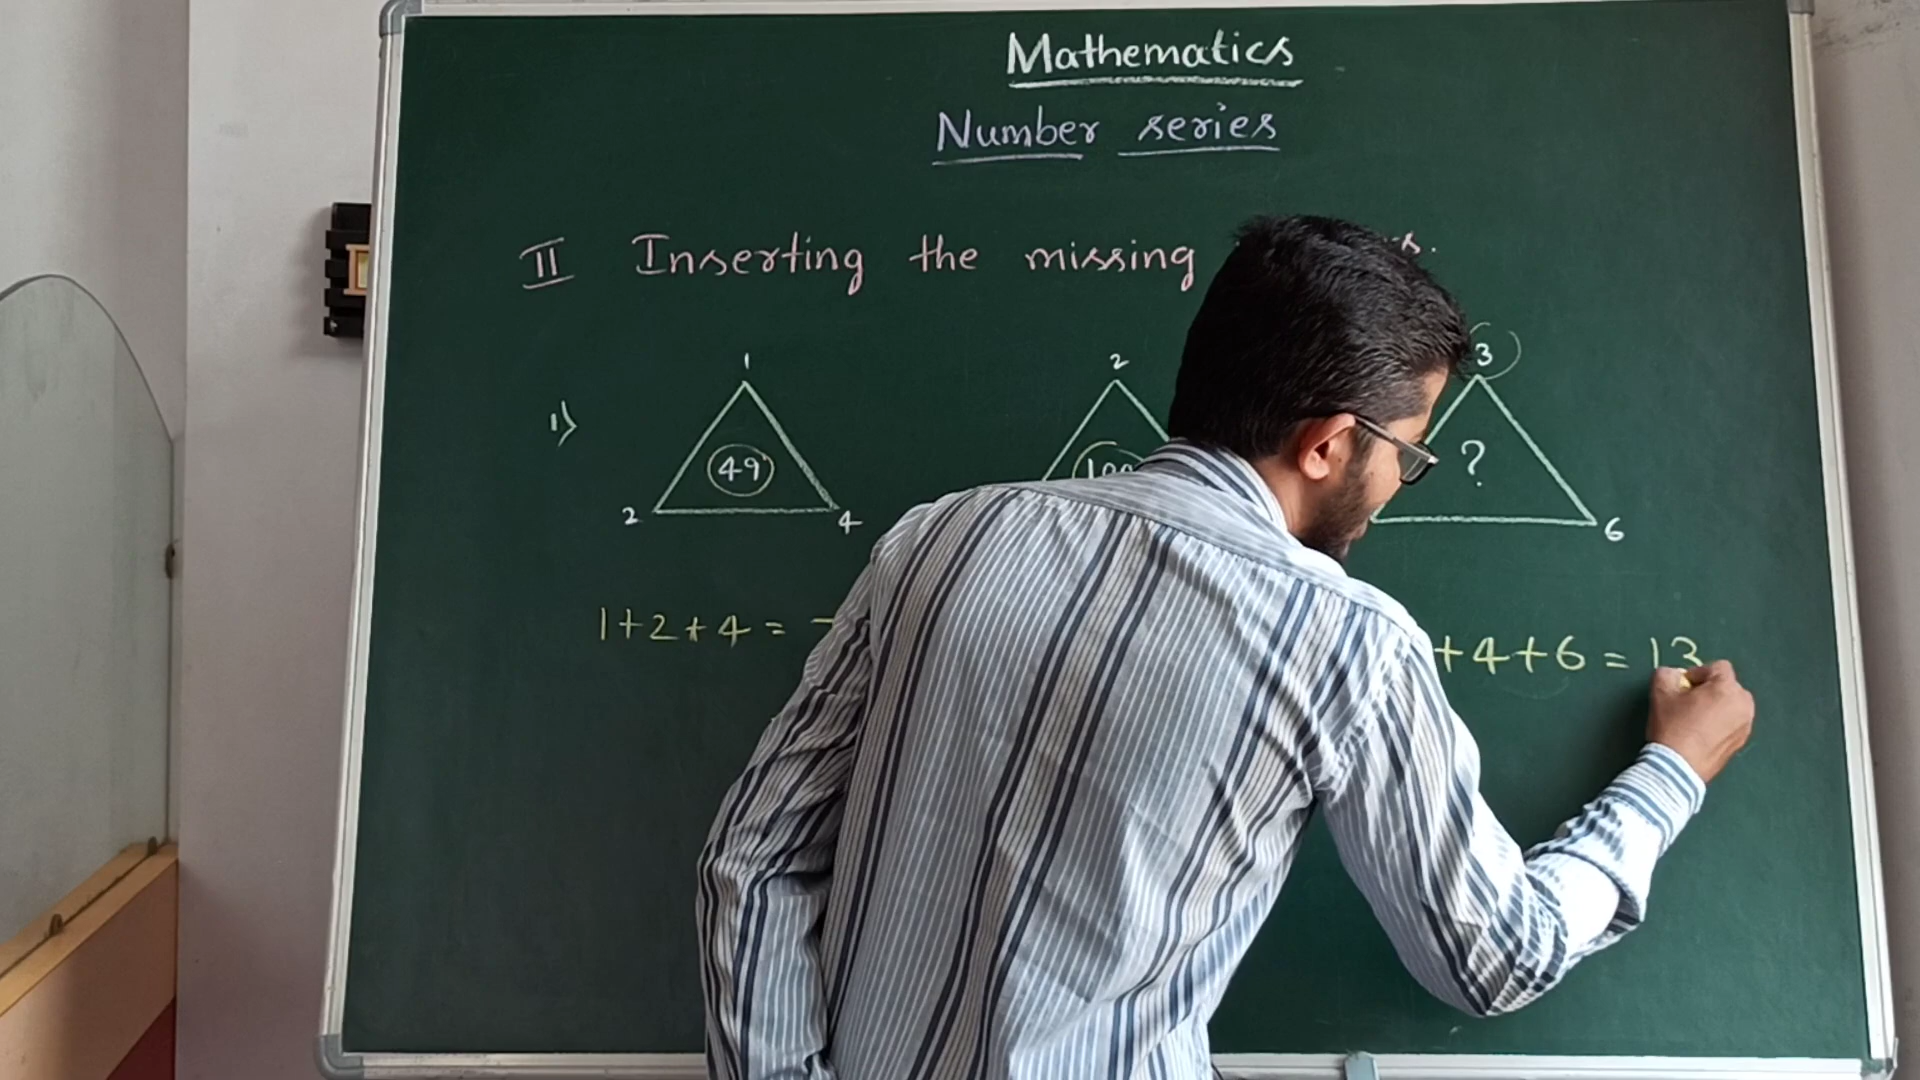 Mathematics
Number series
II Inserting the missing
1)
1
2
3
49
?
2
4
6
1+2+4 =
+4+6 = 13